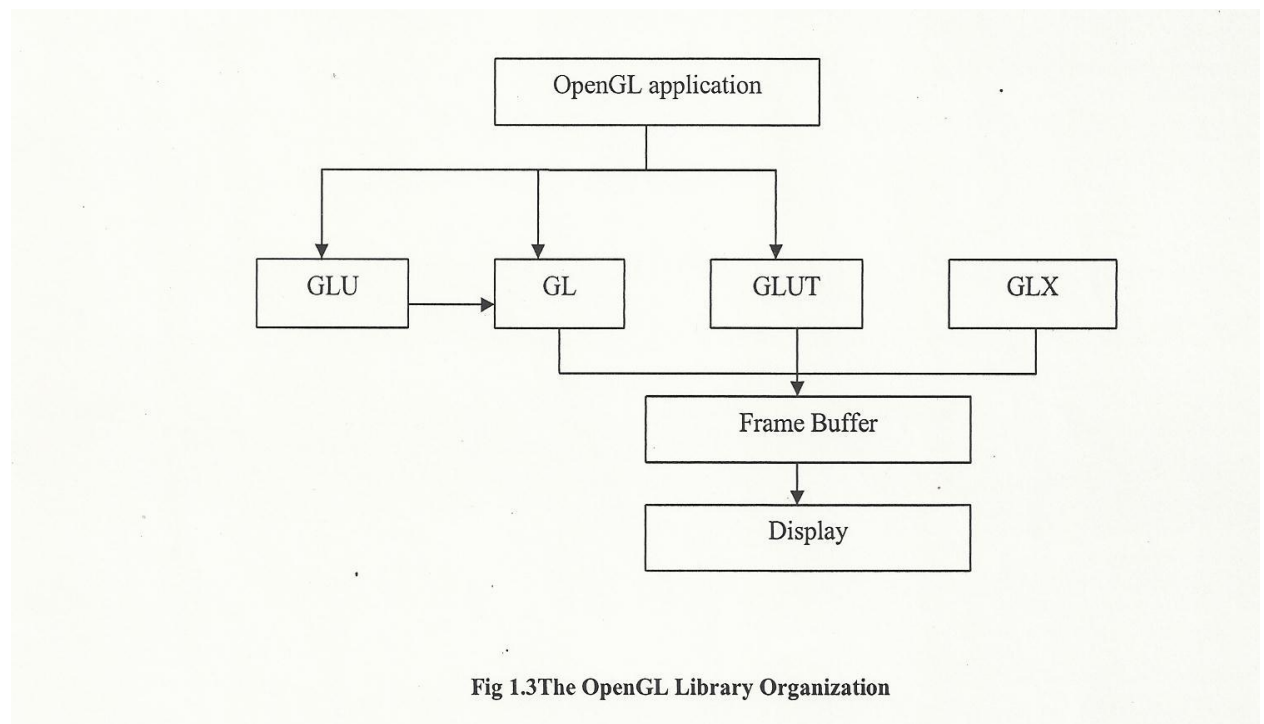 OpenGL application
GLU
GL
GLUT
GLX
Frame Buffer
Display
Fig 1.3The OpenGL Library Organization